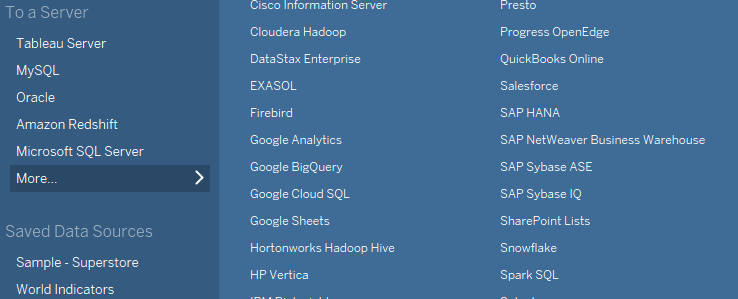 To a Server
Tableau Server
MySQL
Oracle
Amazon Redshift
Microsoft SQL Server
More...
Saved Data Sources
Sample - Superstore
World Indicators
Cisco Information Server
Cloudera Hadoop
DataStax Enterprise
EXASOL
Firebird
Google Analytics
Google BigQuery
Google Cloud SQL
Google Sheets
Hortonworks Hadoop Hive
HP Vertica
Presto
Progress OpenEdge
QuickBooks Online
Salesforce
SAP HANA
SAP NetWeaver Business Warehouse
SAP Sybase ASE
SAP Sybase IQ
SharePoint Lists
Snowflake
Spark SQL